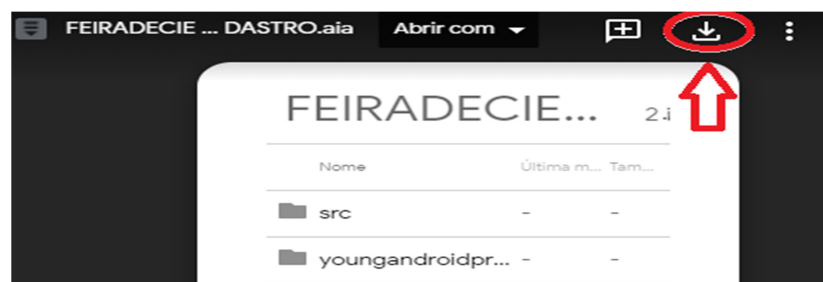 FEIRADECIE ... DASTRO.aia Abrir com
FEIRADECIE... 2.i
Nome Última m... Tam...
src - -
youngandroidpr... - -